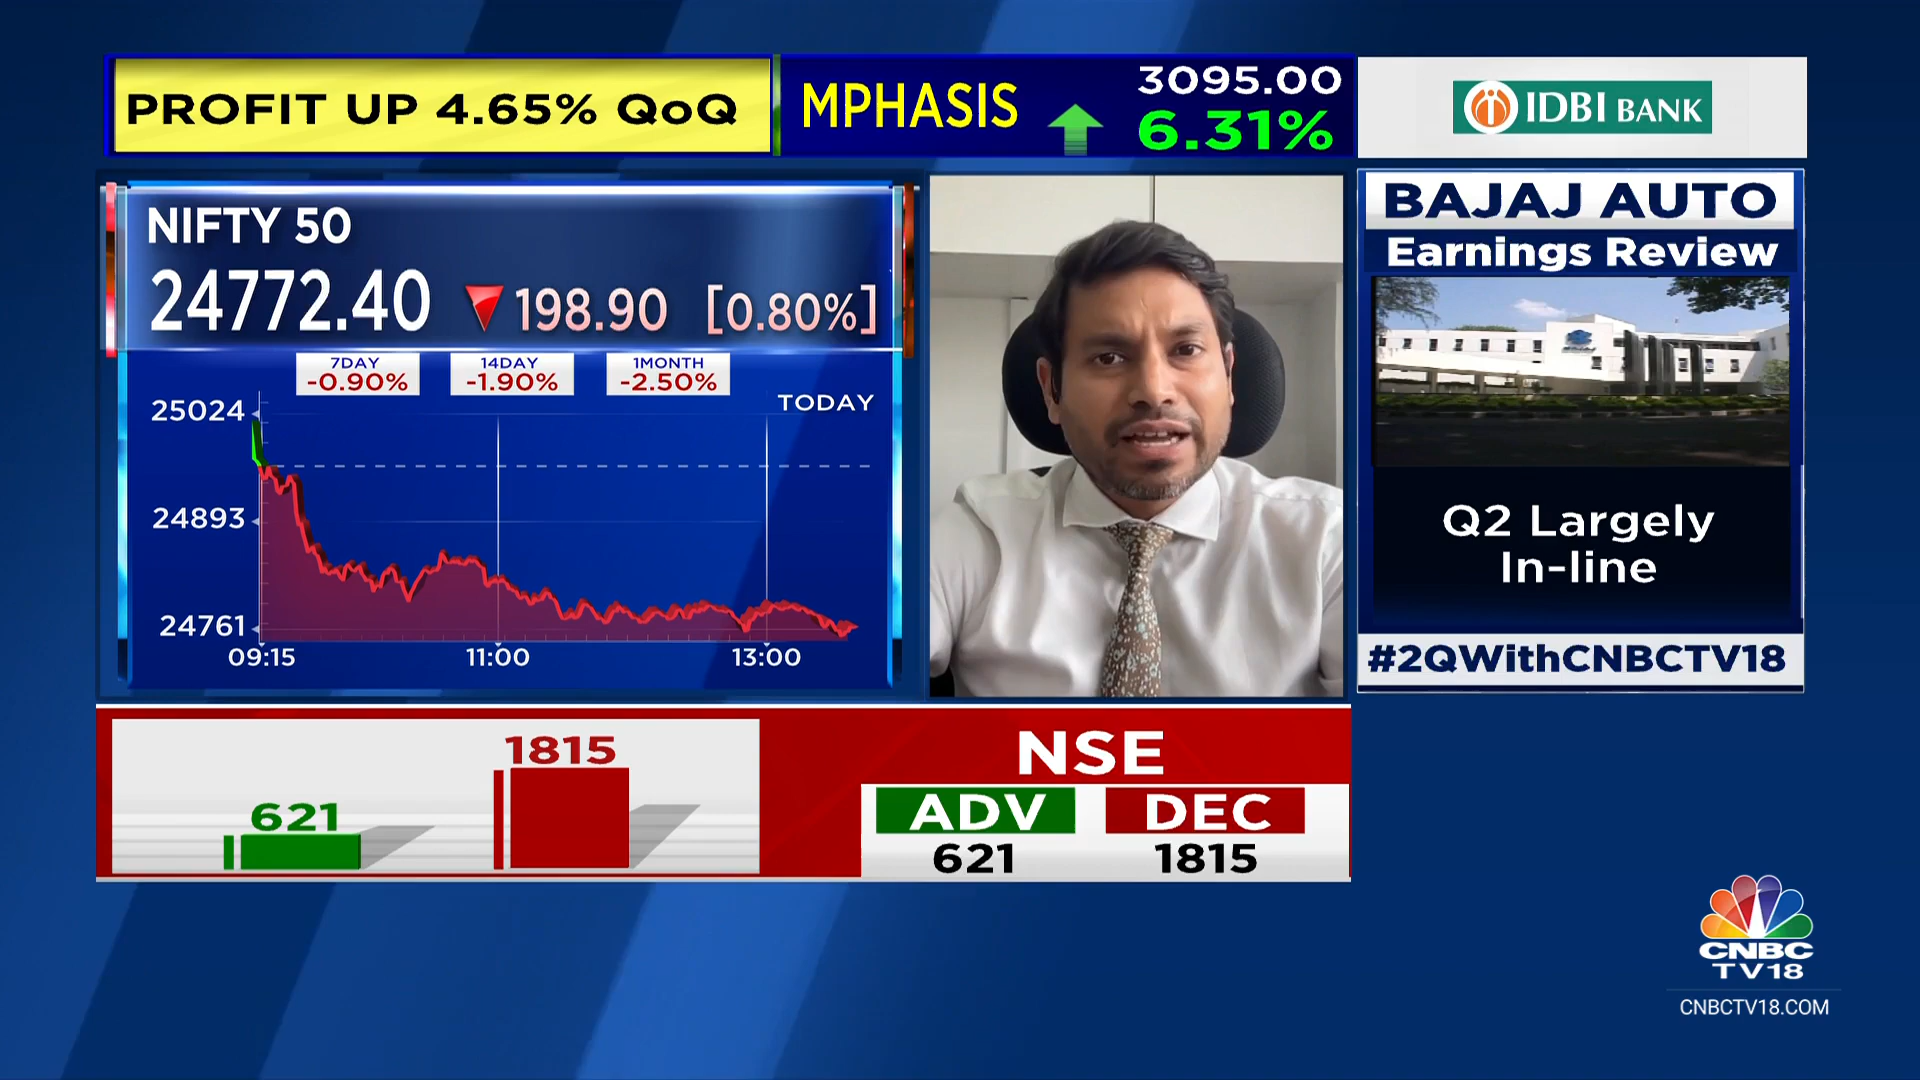 PROFIT UP 4.65% QoQ
MPHASIS
3095.00
6.31%
IDBI BANK
NIFTY 50
24772.40
198.90
[0.80%]
7DAY
-0.90%
14DAY
-1.90%
1MONTH
-2.50%
TODAY
25024
24893
24761
09:15
11:00
13:00
BAJAJ AUTO
Earnings Review
Q2 Largely
In-line
#2QWithCNBCTV18
621
1815
NSE
ADV
DEC
621
1815
CNBC
TV18
CNBCTV18.COM